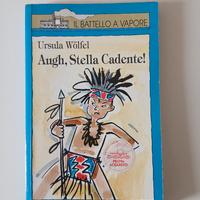 IL BATTELLO A VAPORE
Ursula Wölfel
Augh, Stella Cadente!